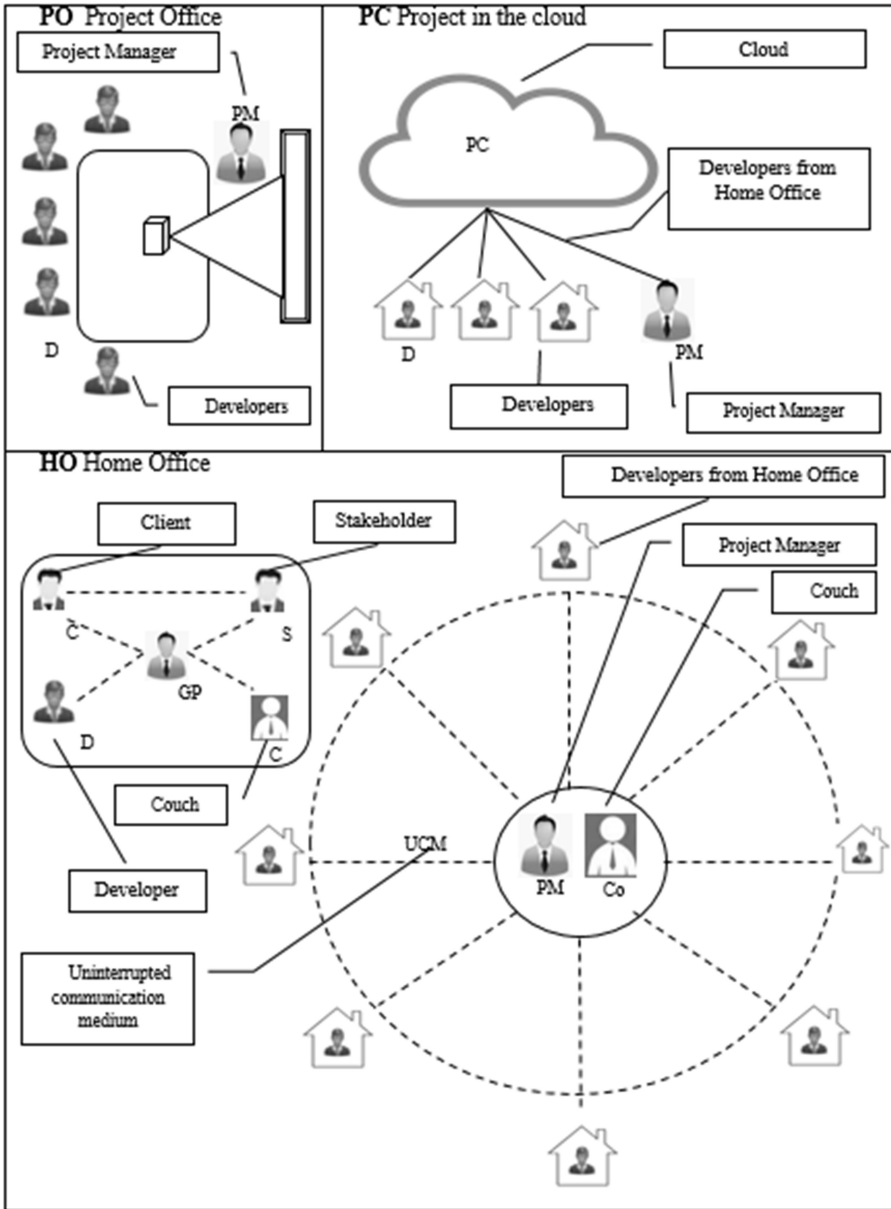 PO Project Office
Project Manager
PM
D
Developers
PC Project in the cloud
Cloud
PC
Developers from
Home Office
D
PM
Developers
Project Manager
HO Home Office
Developers from Home Office
Client
Stakeholder
Project Manager
Couch
C
S
GP
D
C
Couch
UCM
PM
Co
Developer
Uninterrupted
communication
medium